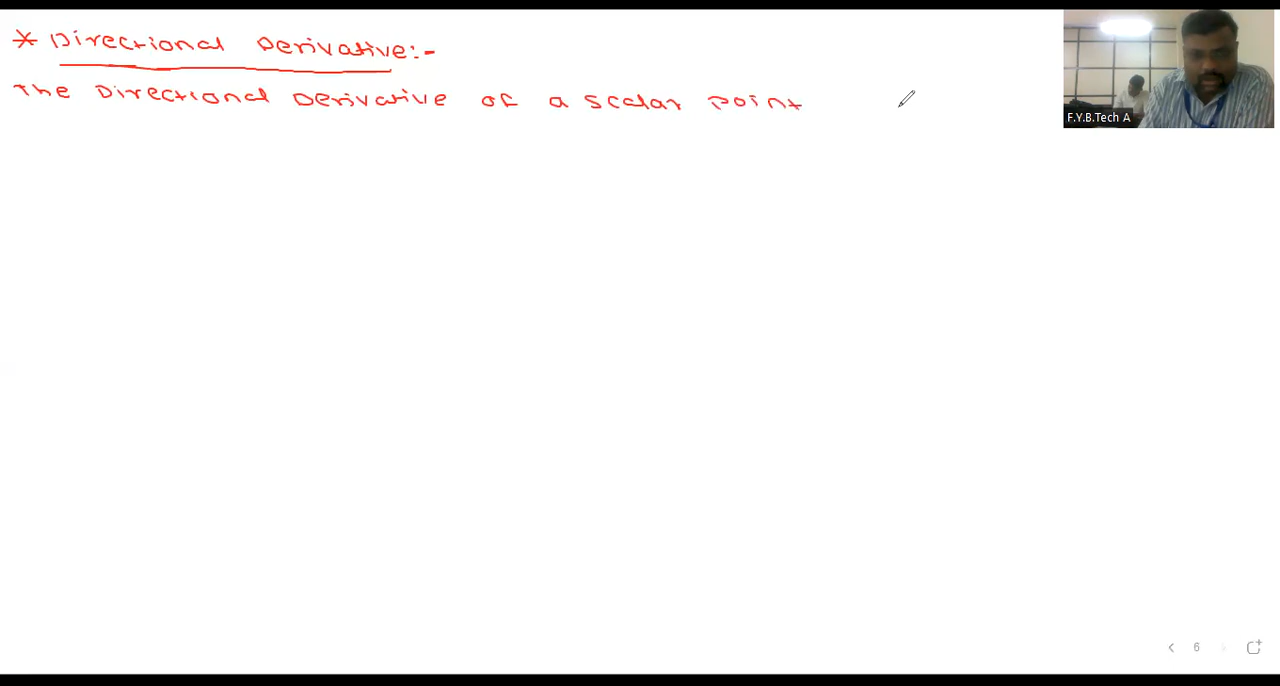 * Directional Derivative:-
The Directional Derivative of a scalar point
F.Y.B.Tech A
6